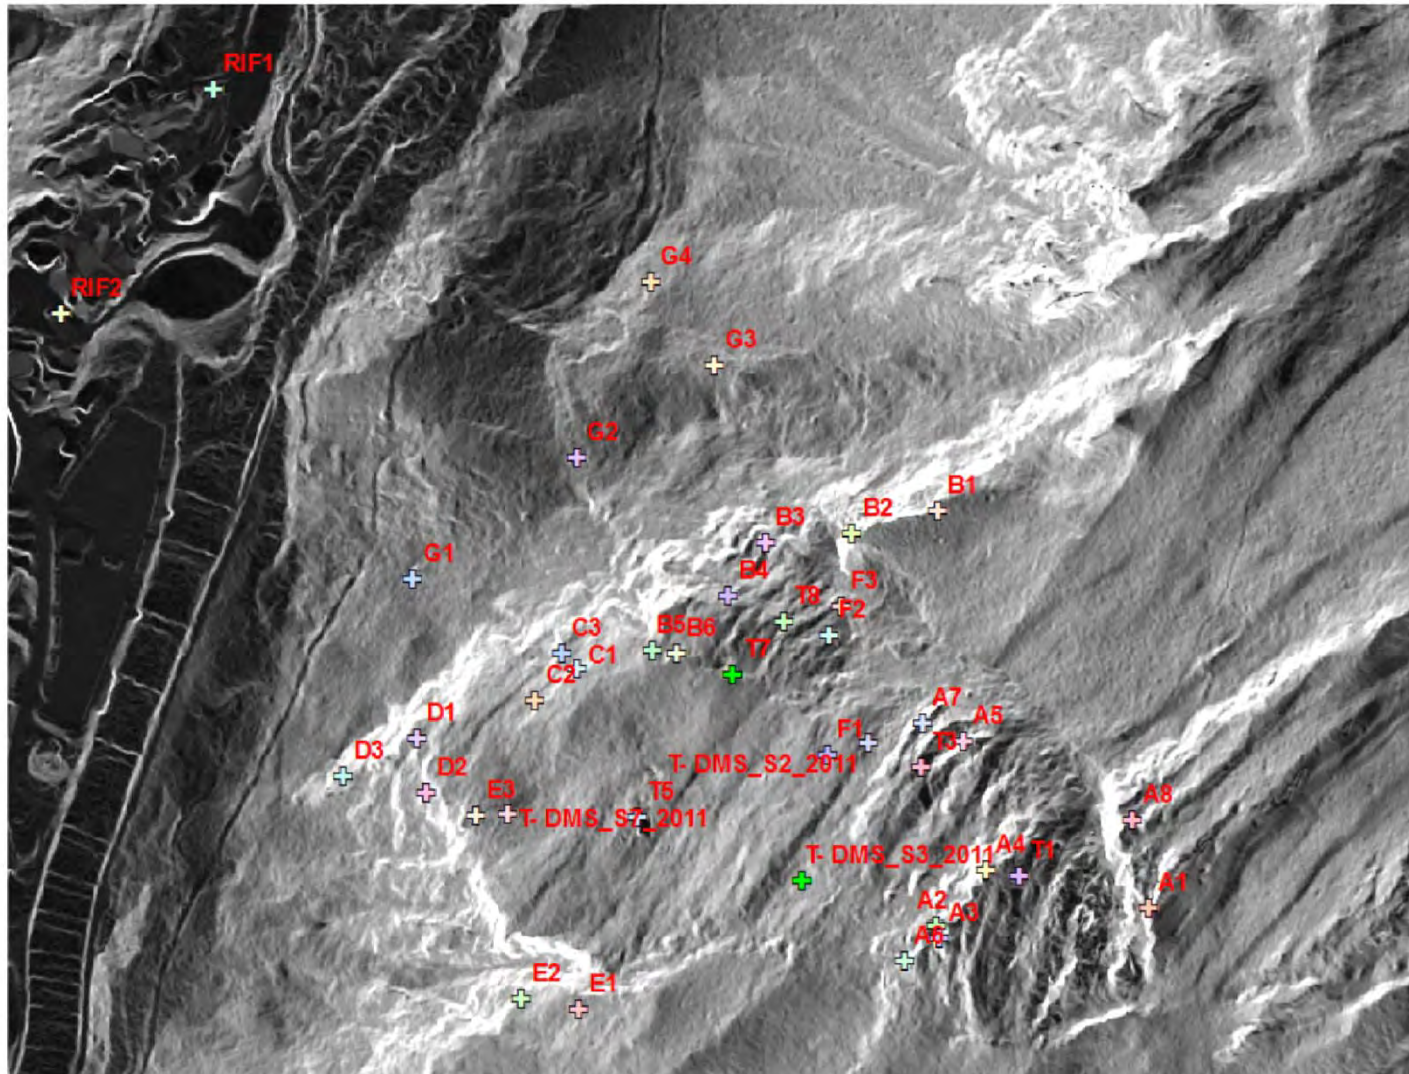 RIF1
G4
RIF2
G3
G2
B1
B2
B3
G1
F3
B4
T8
F2
C3
B5
B6
T7
C1
C2
A7
D1
F1
A5
T3
D3
T- DMS_S2_2011
D2
E3
T5
T- DMS_S7_2011
A8
T- DMS_S3_2011
A4
T1
A1
A2
A3
A6
E2
E1